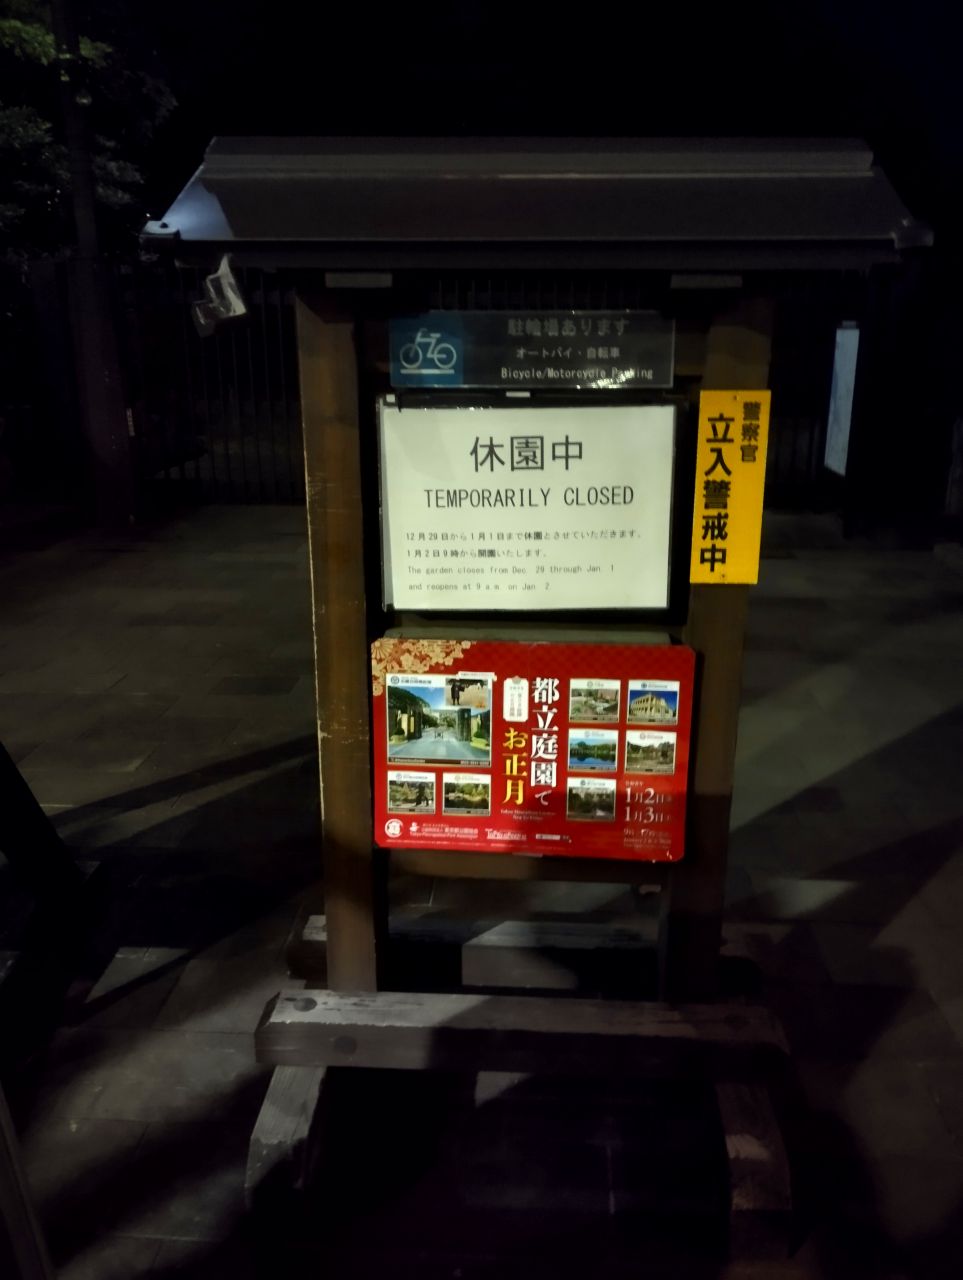 駐輪場あります
オートバイ・自転車
Bicycle/Motorcycle Parking
休園中
TEMPORARILY CLOSED
12月29日から1月1日まで休園とさせていただきます。
1月2日9時から開園いたします。
The garden closes from Dec. 29 through Jan. 1
and reopens at 9 a.m. on Jan. 2.
警察官
立入警戒中
都立庭園で
お正月
1月2日
1月3日